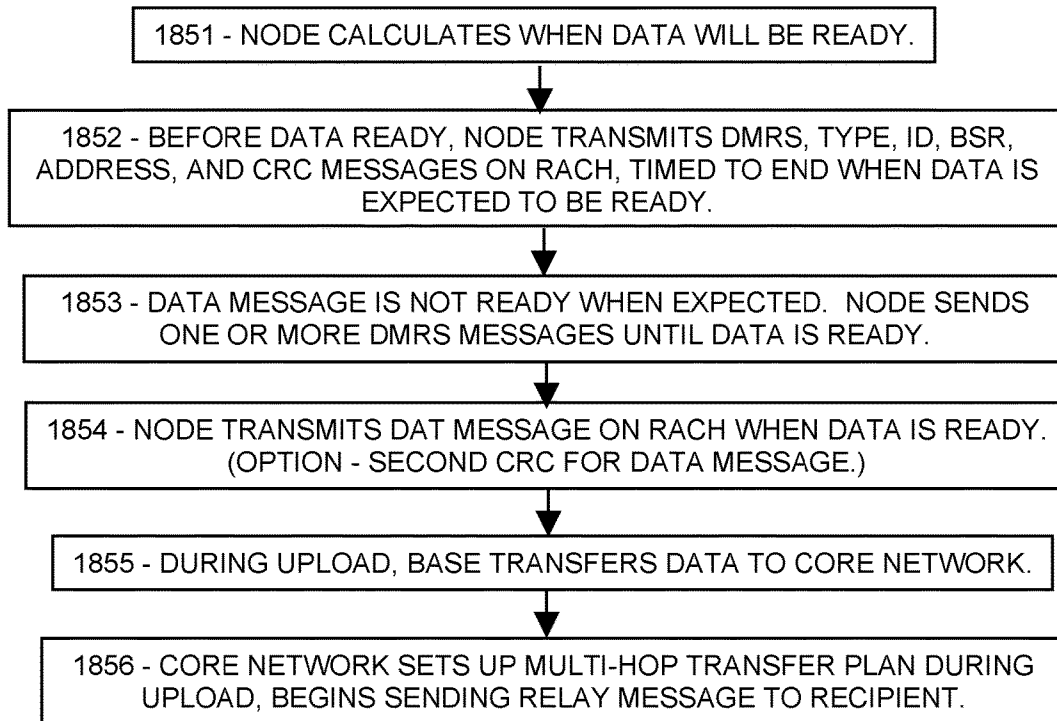 1851 - NODE CALCULATES WHEN DATA WILL BE READY.
1852 - BEFORE DATA READY, NODE TRANSMITS DMRS, TYPE, ID, BSR,
ADDRESS, AND CRC MESSAGES ON RACH, TIMED TO END WHEN DATA IS
EXPECTED TO BE READY.
1853 - DATA MESSAGE IS NOT READY WHEN EXPECTED. NODE SENDS
ONE OR MORE DMRS MESSAGES UNTIL DATA IS READY.
1854 - NODE TRANSMITS DAT MESSAGE ON RACH WHEN DATA IS READY.
(OPTION - SECOND CRC FOR DATA MESSAGE.)
1855 - DURING UPLOAD, BASE TRANSFERS DATA TO CORE NETWORK.
1856 - CORE NETWORK SETS UP MULTI-HOP TRANSFER PLAN DURING
UPLOAD, BEGINS SENDING RELAY MESSAGE TO RECIPIENT.